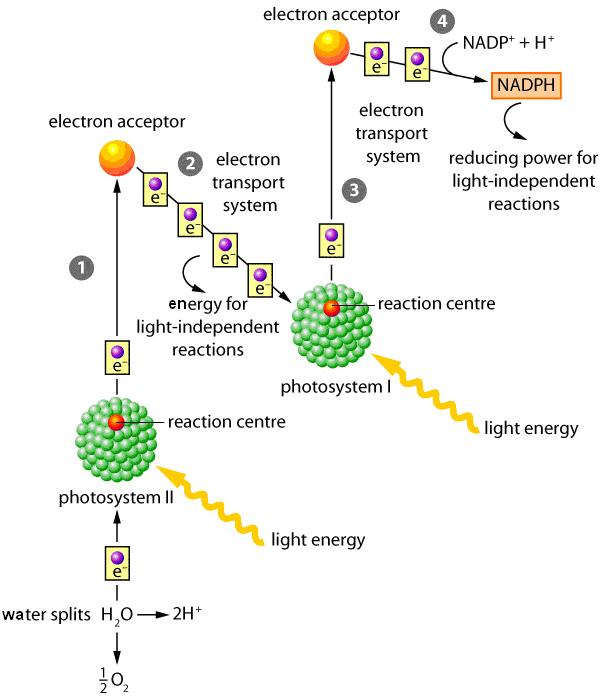 electron acceptor
4
NADP⁺ + H⁺
e⁻
e⁻
NADPH
electron
transport
system
reducing power for
light-independent
reactions
3
e⁻
electron acceptor
2
electron
transport
system
e⁻
e⁻
e⁻
e⁻
1
energy for
light-independent
reactions
reaction centre
photosystem I
light energy
e⁻
reaction centre
photosystem II
light energy
e⁻
water splits H₂O 2H⁺
½ O₂